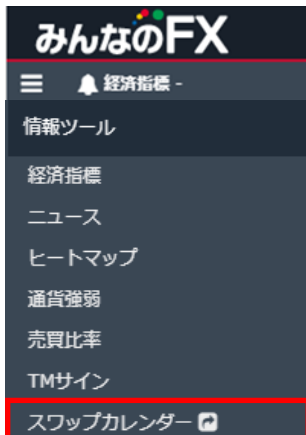 みんなのFX
経済指標 -
情報ツール
経済指標
ニュース
ヒートマップ
通貨強弱
売買比率
TMサイン
スワップカレンダー